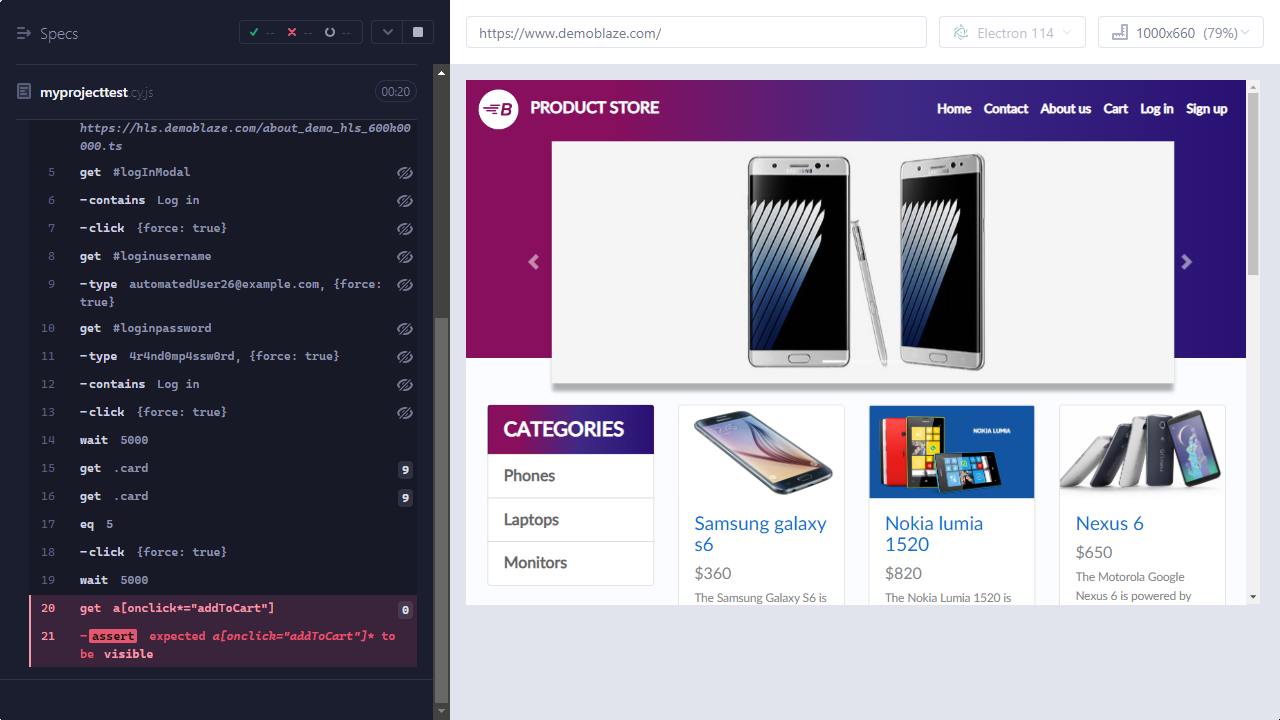 Specs
-- -- --
https://www.demoblaze.com/
Electron 114
1000x660 (79%)
myprojecttest.cy.js
00:20
https://hls.demoblaze.com/about_demo_hls_600k00
000.ts
5 get #logInModal
6 -contains Log in
7 -click {force: true}
8 get #loginusername
9 -type automatedUser26@example.com, {force:
true}
10 get #loginpassword
11 -type 4r4nd0mp4ssw0rd, {force: true}
12 -contains Log in
13 -click {force: true}
14 wait 5000
15 get .card 9
16 get .card 9
17 eq 5
18 -click {force: true}
19 wait 5000
20 get a[onclick*="addToCart"] 0
21 -assert expected a[onclick="addToCart"]* to
be visible
B PRODUCT STORE
Home Contact About us Cart Log in Sign up
SAMSUNG
CATEGORIES
Phones
Laptops
Monitors
Samsung galaxy
s6
$360
The Samsung Galaxy S6 is
NOKIA LUMIA
Nokia lumia
1520
$820
The Nokia Lumia 1520 is
Nexus 6
$650
The Motorola Google
Nexus 6 is powered by